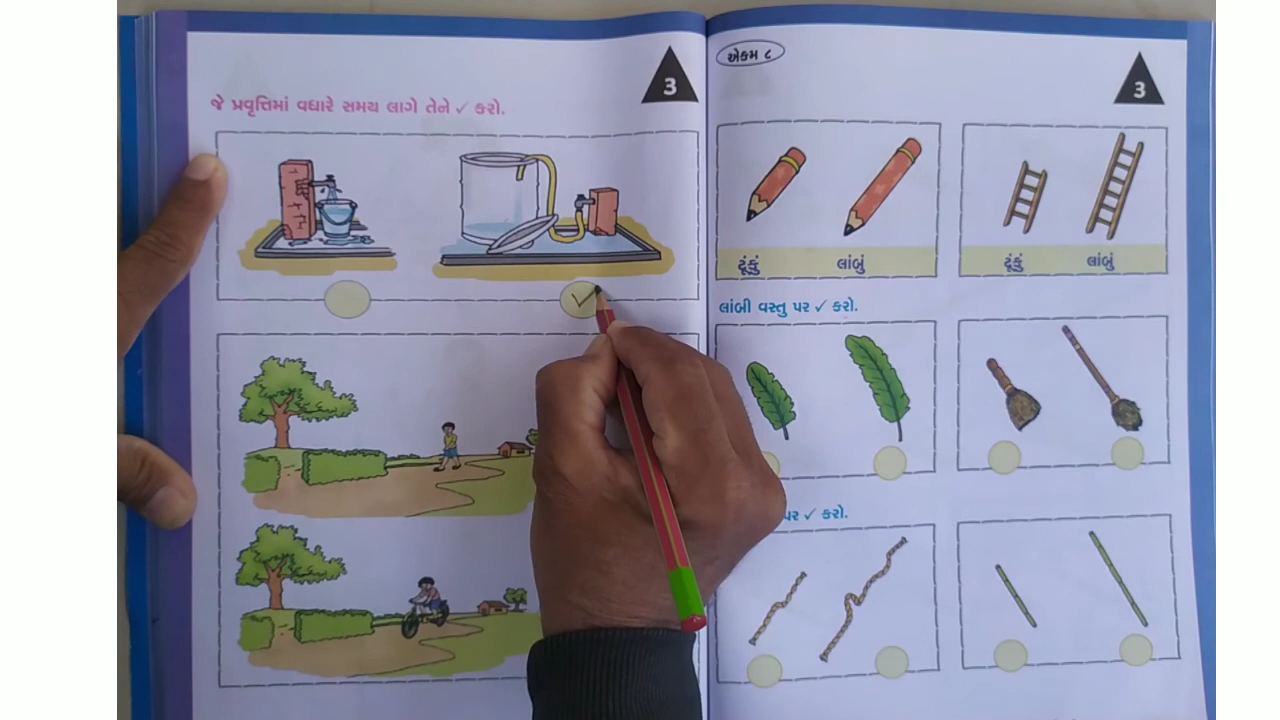 3
જે પ્રવૃત્તિમાં વધારે સમય લાગે તેને ✓ કરો.
એકમ ૮
3
ટૂંકું લાંબું
ટૂંકું લાંબું
લાંબી વસ્તુ પર ✓ કરો.
પર ✓ કરો.